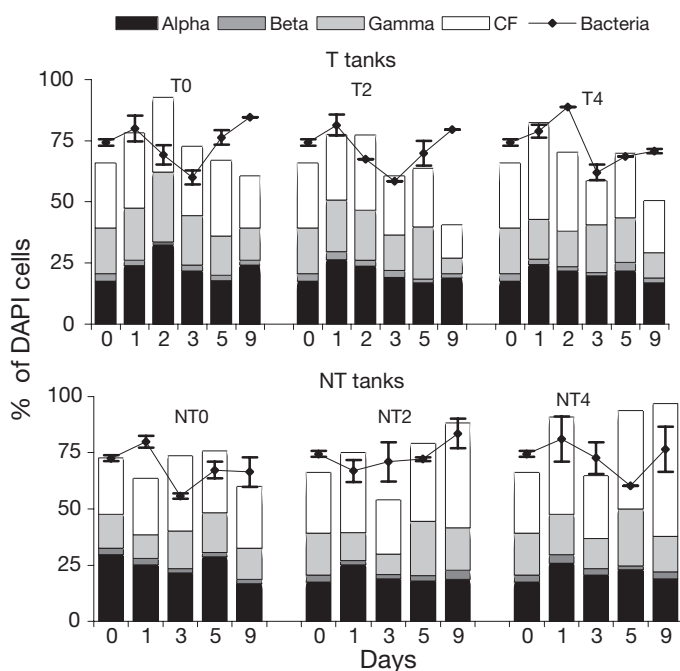 Alpha Beta Gamma CF Bacteria
T tanks
100
75
50
25
0
T0 T2 T4
0 1 2 3 5 9 0 1 2 3 5 9 0 1 2 3 5 9
% of DAPI cells
NT tanks
100
75
50
25
0
NT0 NT2 NT4
0 1 3 5 9 0 1 3 5 9 0 1 3 5 9
Days